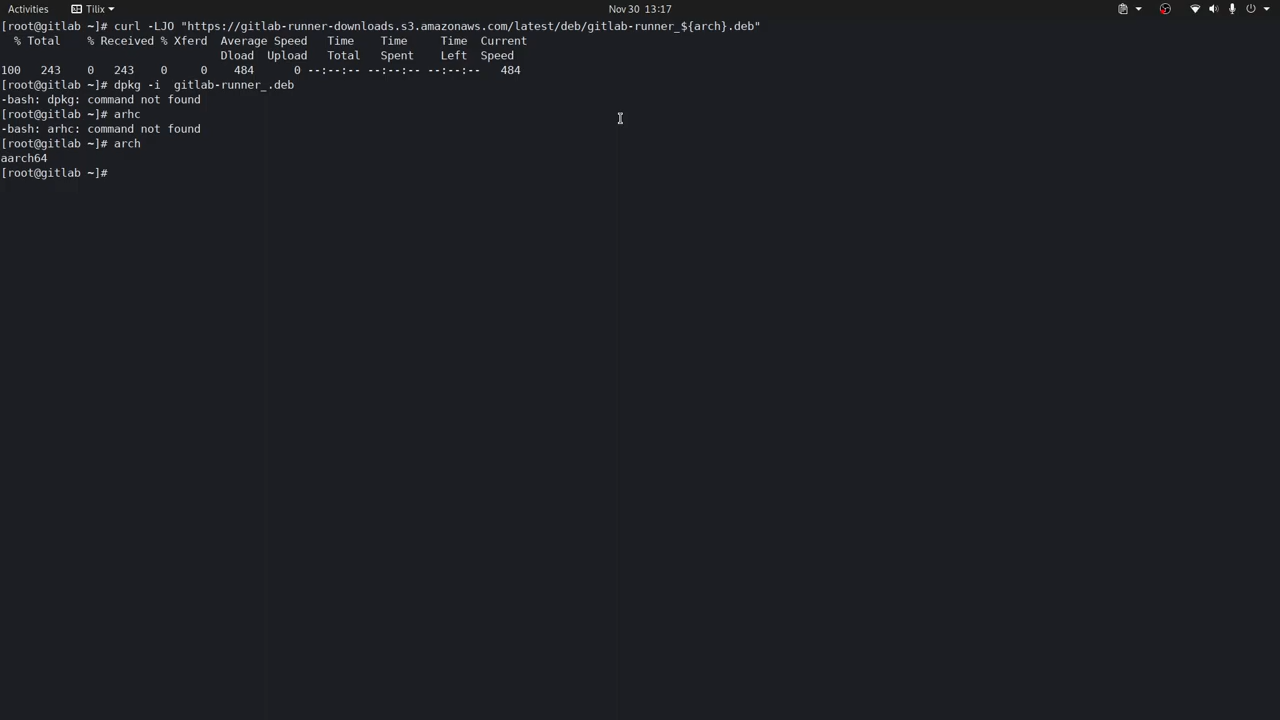 Activities Tilix Nov 30 13:17
[root@gitlab ~]# curl -LJO "https://gitlab-runner-downloads.s3.amazonaws.com/latest/deb/gitlab-runner_${arch}.deb"
  % Total    % Received % Xferd  Average Speed   Time    Time     Time  Current
                                 Dload  Upload   Total   Spent    Left  Speed
100   243    0   243    0     0    484      0 --:--:-- --:--:-- --:--:--   484
[root@gitlab ~]# dpkg -i  gitlab-runner_.deb
-bash: dpkg: command not found
[root@gitlab ~]# arhc
-bash: arhc: command not found
[root@gitlab ~]# arch
aarch64
[root@gitlab ~]#